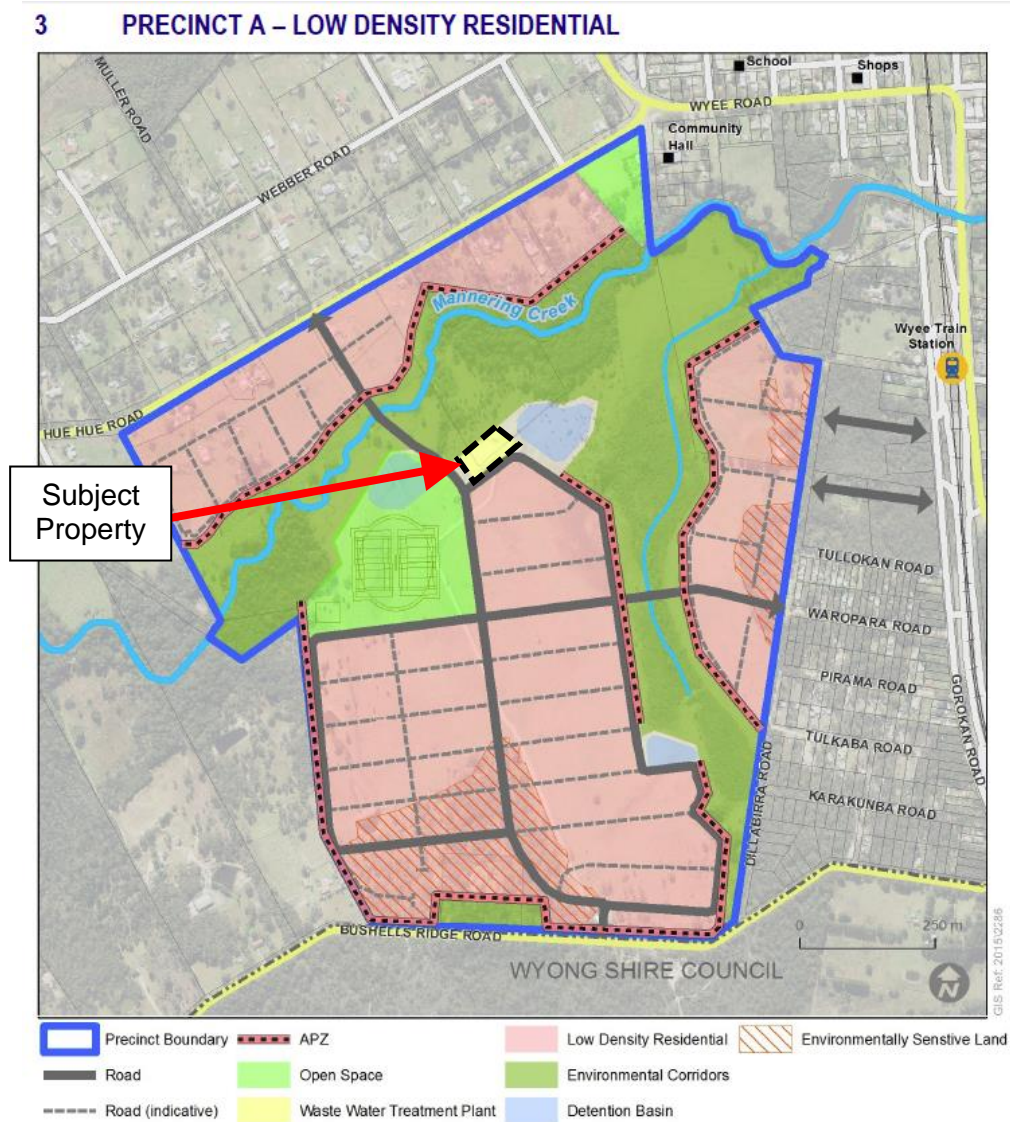 3 PRECINCT A – LOW DENSITY RESIDENTIAL
MULLER ROAD
WEBBER ROAD
School
Shops
WYEE ROAD
Community
Hall
Mannering Creek
Wyee Train
Station
HUE HUE ROAD
Subject
Property
TULLOKAN ROAD
WAROPARA ROAD
PIRAMA ROAD
TULKABA ROAD
KARAKUNBA ROAD
GOROKAN ROAD
DILLABIRRA ROAD
BUSHELLS RIDGE ROAD
0 250 m
WYONG SHIRE COUNCIL
N
GIS Ref: 2015\2286
Precinct Boundary APZ Low Density Residential Environmentally Senstive Land
Road Open Space Environmental Corridors
Road (indicative) Waste Water Treatment Plant Detention Basin